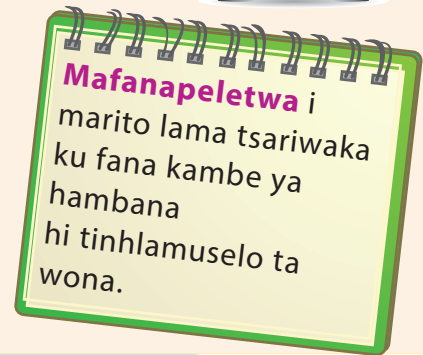 Mafanapeletwa i
marito lama tsariwaka
ku fana kambe ya
hambana
hi tinhlamuselo ta
wona.